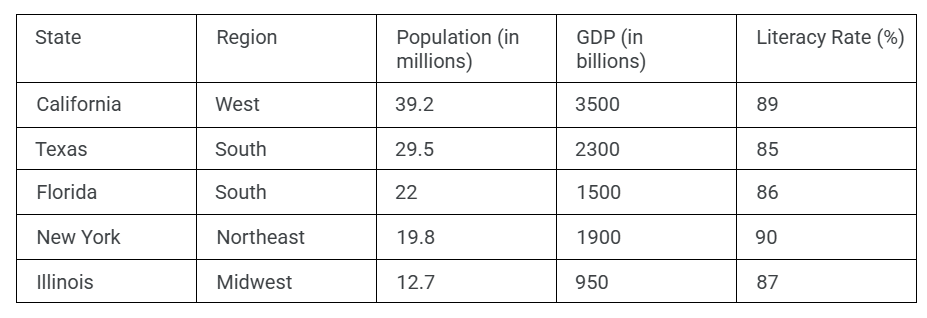 State Region Population (in GDP (in Literacy Rate (%)
millions) billions)
California West 39.2 3500 89
Texas South 29.5 2300 85
Florida South 22 1500 86
New York Northeast 19.8 1900 90
Illinois Midwest 12.7 950 87